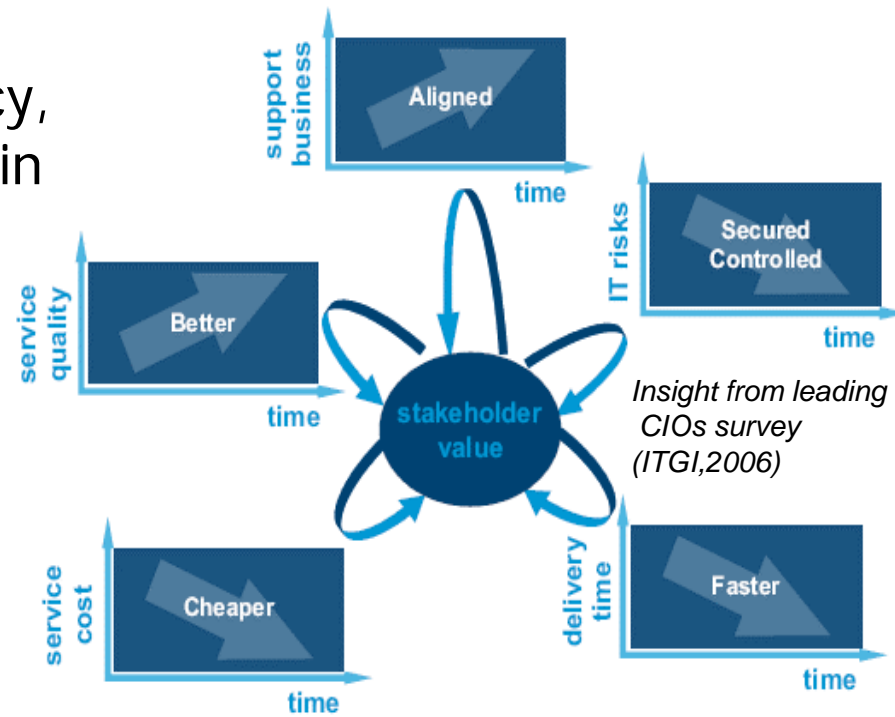 cy,
in
support
business
Aligned
time
IT risks
Secured
Controlled
time
service
quality
Better
time
stakeholder
value
Insight from leading
CIOs survey
(ITGI,2006)
service
cost
Cheaper
time
delivery
time
Faster
time